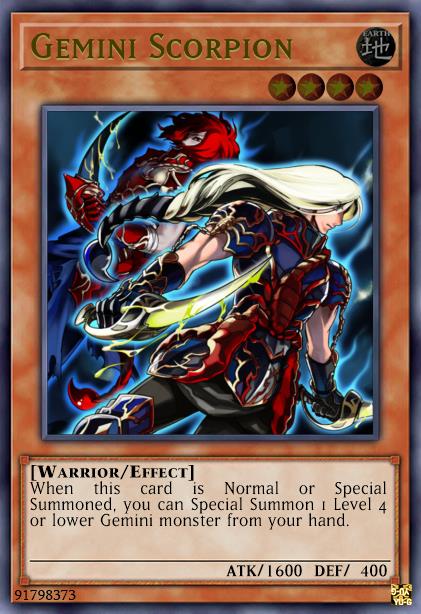 Gemini Scorpion
EARTH
地
[Warrior/Effect]
When this card is Normal or Special
Summoned, you can Special Summon 1 Level 4
or lower Gemini monster from your hand.
ATK/1600 DEF/ 400
91798373